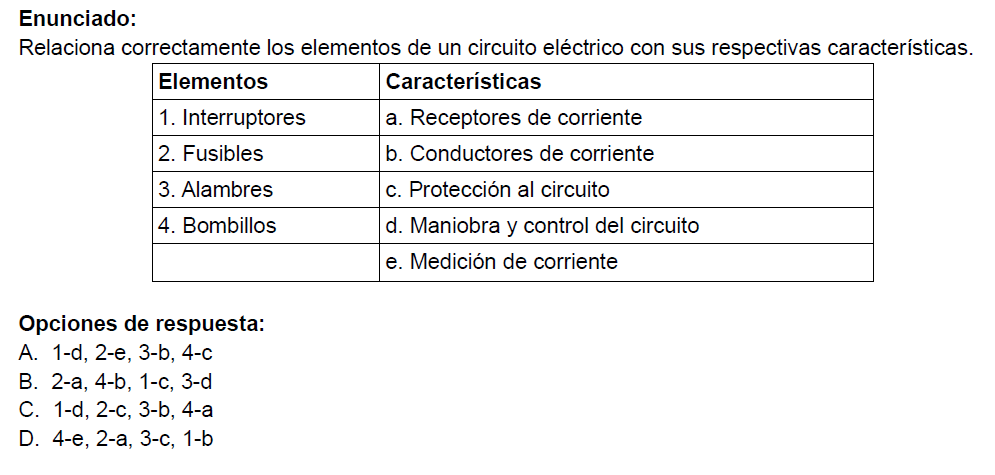 Enunciado:
Relaciona correctamente los elementos de un circuito eléctrico con sus respectivas características.
Elementos Características
1. Interruptores a. Receptores de corriente
2. Fusibles b. Conductores de corriente
3. Alambres c. Protección al circuito
4. Bombillos d. Maniobra y control del circuito
e. Medición de corriente
Opciones de respuesta:
A. 1-d, 2-e, 3-b, 4-c
B. 2-a, 4-b, 1-c, 3-d
C. 1-d, 2-c, 3-b, 4-a
D. 4-e, 2-a, 3-c, 1-b